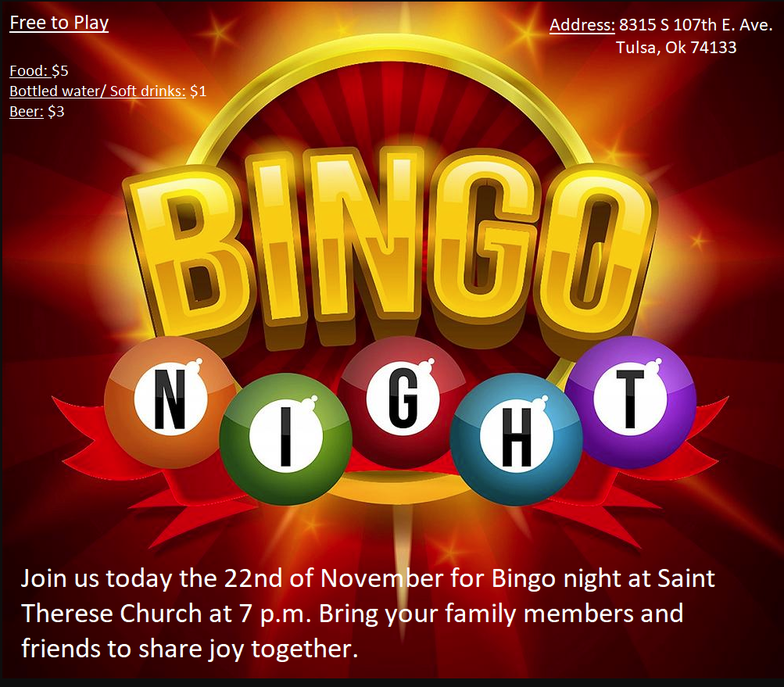 Free to Play
Address: 8315 S 107th E. Ave.
Tulsa, Ok 74133
Food: $5
Bottled water/ Soft drinks: $1
Beer: $3
BINGO
NIGHT
Join us today the 22nd of November for Bingo night at Saint
Therese Church at 7 p.m. Bring your family members and
friends to share joy together.